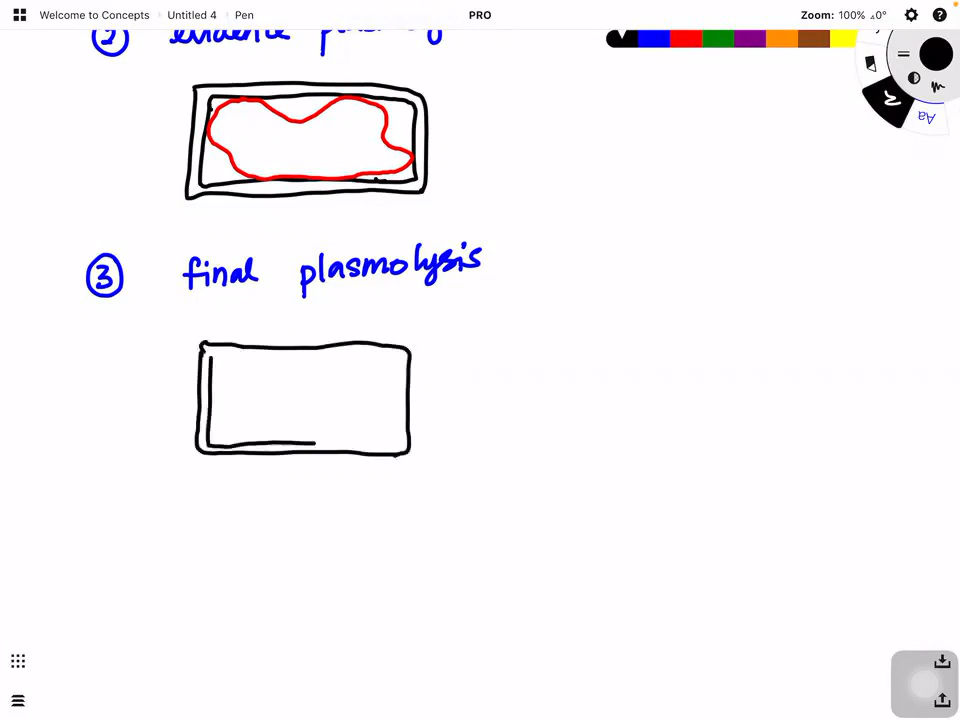 Welcome to Concepts > Untitled 4 > Pen
PRO
Zoom: 100% ⊿0°
Aa
③ final plasmolysis